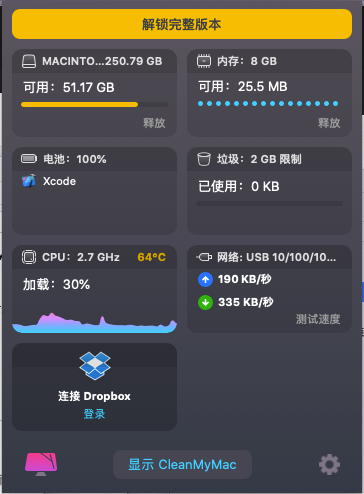 解锁完整版本
MACINTO...250.79 GB
可用：51.17 GB
释放
内存：8 GB
可用：25.5 MB
释放
电池：100%
Xcode
垃圾：2 GB 限制
已使用：0 KB
CPU：2.7 GHz 64°C
加载：30%
网络: USB 10/100/10...
190 KB/秒
335 KB/秒
测试速度
连接 Dropbox
登录
显示 CleanMyMac